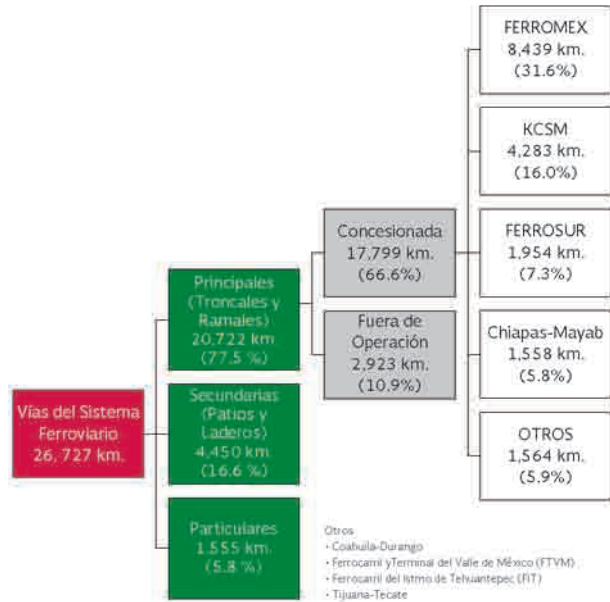 FERROMEX
8,439 km.
(31.6%)
KCSM
4,283 km.
(16.0%)
Concesionada
17,799 km.
(66.6%)
FERROSUR
1,954 km.
(7.3%)
Principales
(Troncales y
Ramales)
20,722 km
(77.5 %)
Fuera de
Operación
2,923 km.
(10.9%)
Chiapas-Mayab
1,558 km.
(5.8%)
Vías del Sistema
Ferroviario
26, 727 km.
Secundarias
(Patios y
Laderos)
4,450 km.
(16.6 %)
OTROS
1,564 km.
(5.9%)
Particulares
1,555 km.
(5.8 %)
Otros
• Coahuila-Durango
• Ferrocarril yTerminal del Valle de México (FTVM)
• Ferrocarril del Istmo de Tehuantepec (FIT)
• Tijuana-Tecate